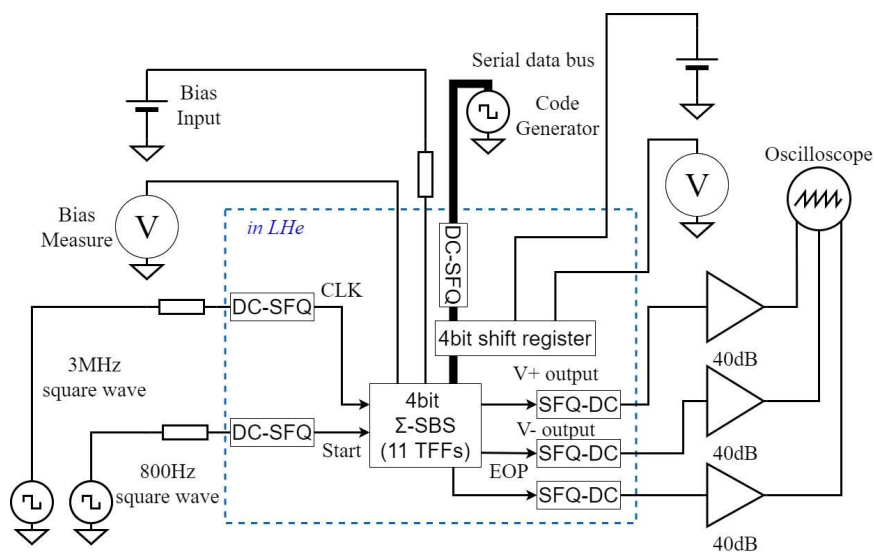 Serial data bus
Bias
Input
Code
Generator
Oscilloscope
V
Bias
Measure
V
in LHe
DC-SFQ
CLK
DC-SFQ
4bit shift register
40dB
3MHz
square wave
V+ output
4bit
Σ-SBS
(11 TFFs)
SFQ-DC
V- output
DC-SFQ
Start
SFQ-DC
40dB
EOP
800Hz
square wave
SFQ-DC
40dB